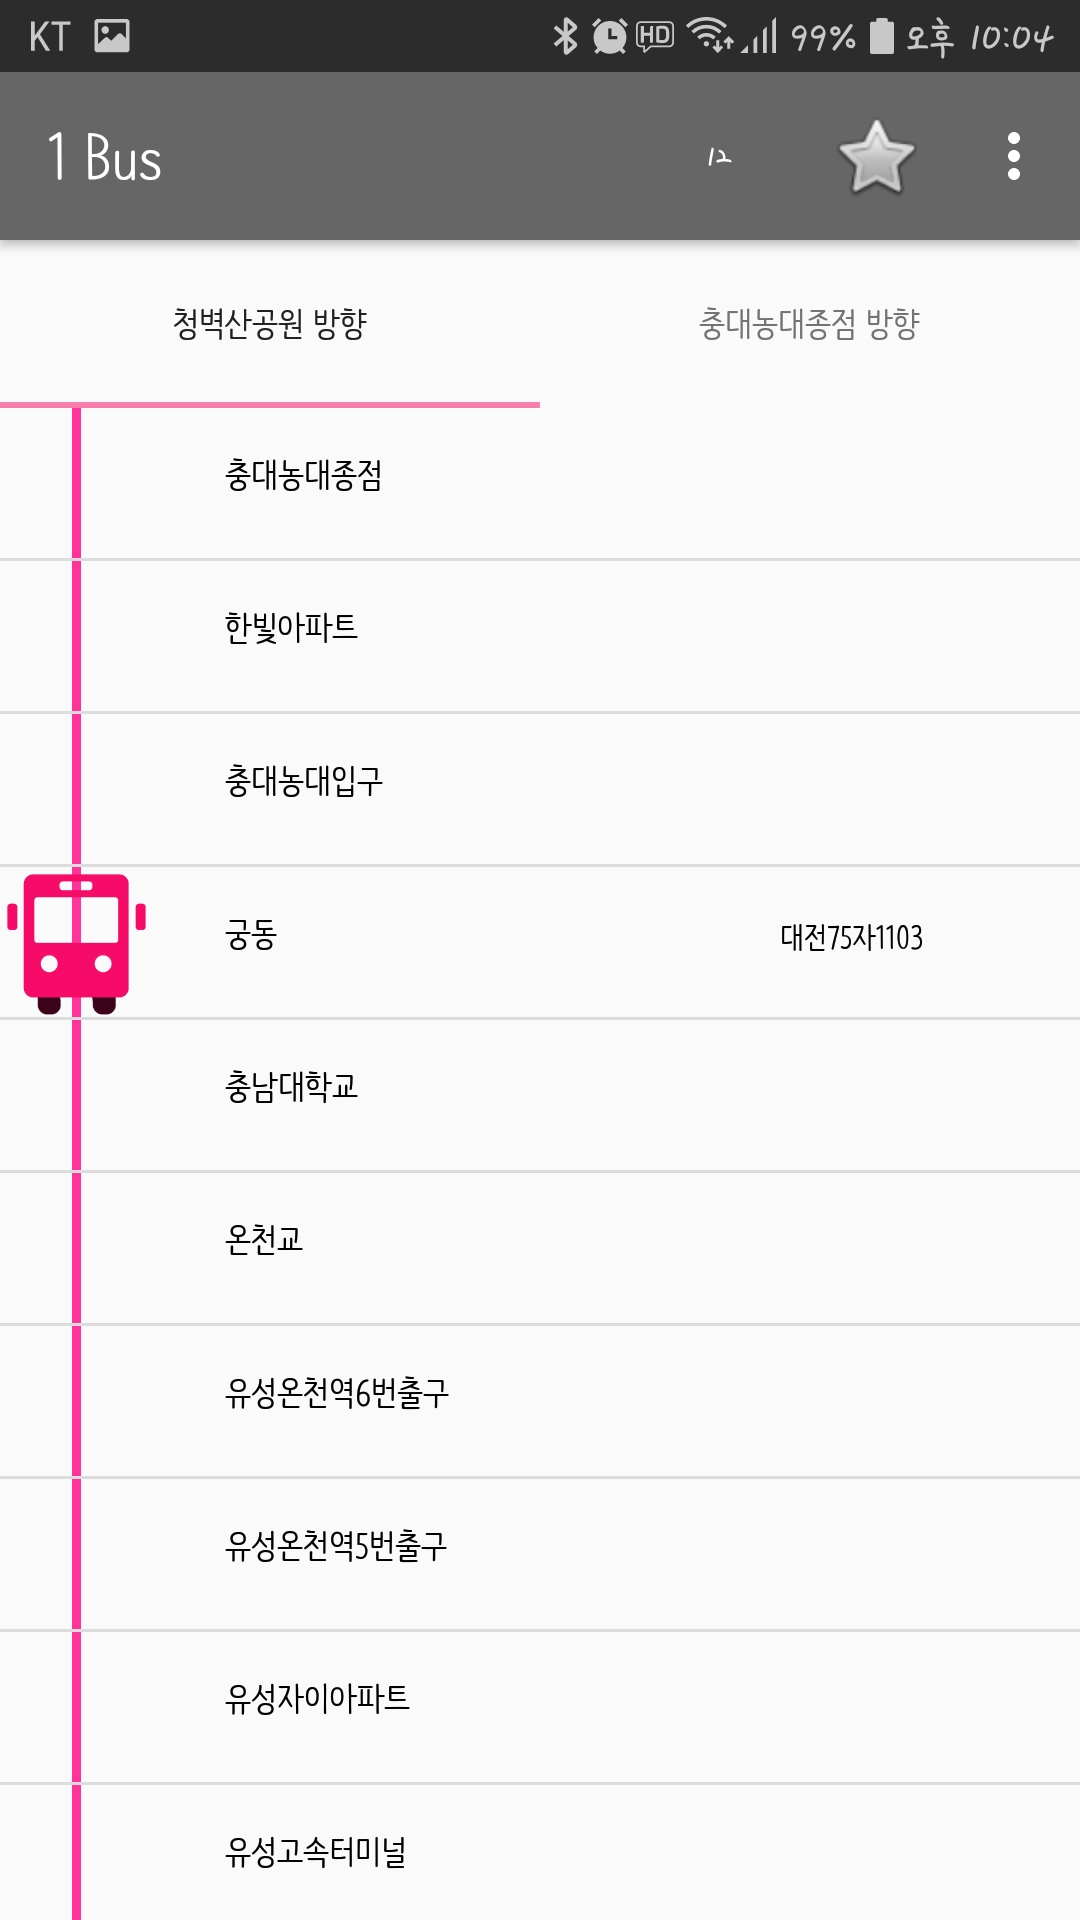 KT HD 99% 오후 10:04
1 Bus 12
청벽산공원 방향 충대농대종점 방향
충대농대종점
한빛아파트
충대농대입구
궁동 대전75자1103
충남대학교
온천교
유성온천역6번출구
유성온천역5번출구
유성자이아파트
유성고속터미널